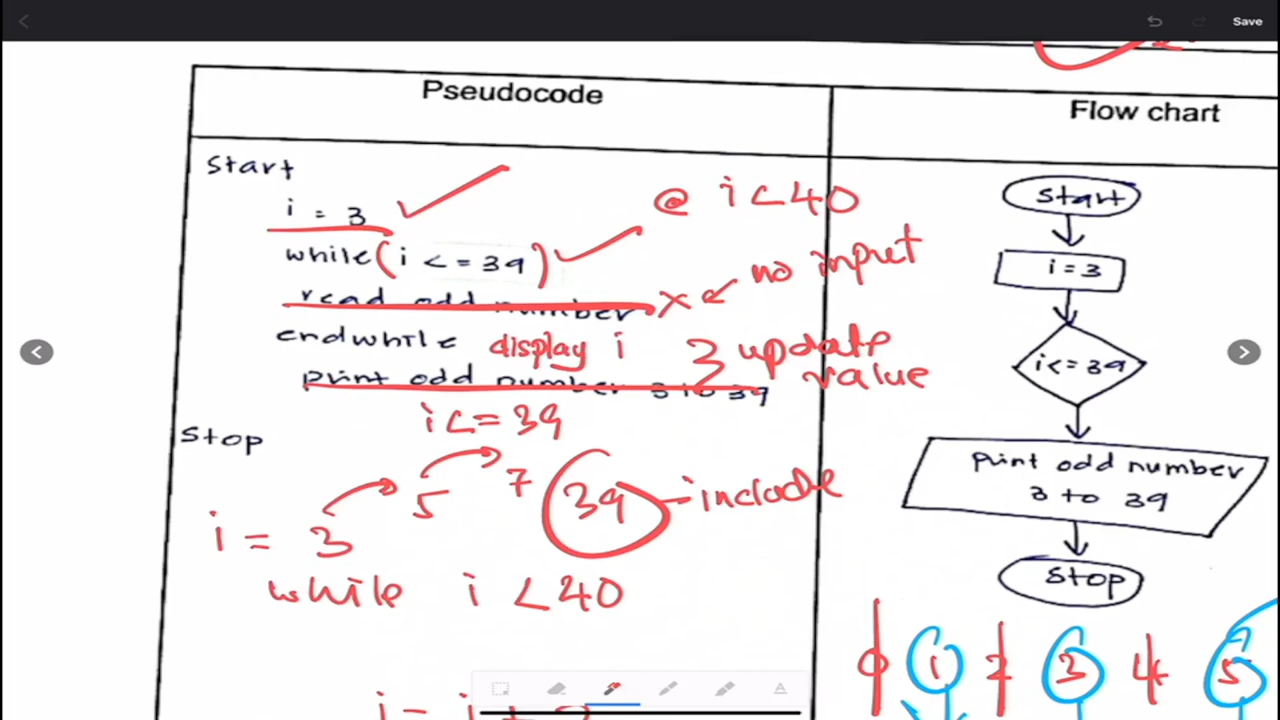 Save
Pseudocode
Start
i = 3
while(i <= 39)
@ i<40
read odd number
x
no input
endwhile
display i
update
value
print odd number 3 to 39
i<=39
Stop
i = 3 5 7 39 include
while i <40
Flow chart
Start
i = 3
i<= 39
print odd number
3 to 39
Stop
1 2 3 4 5
A